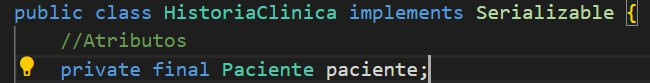 public class HistoriaClinica implements Serializable {
//Atributos
private final Paciente paciente;